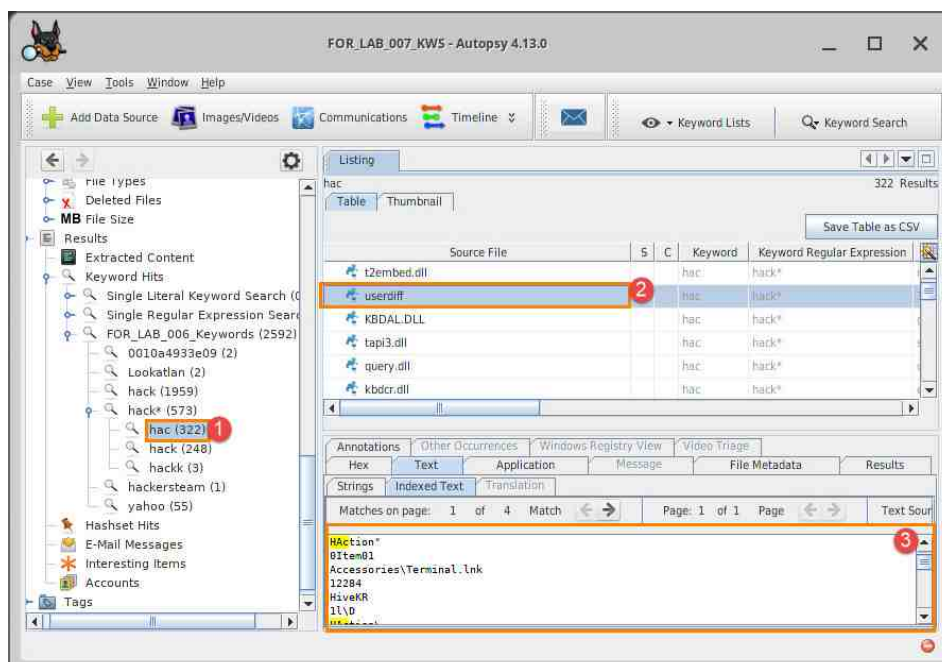 FOR_LAB_007_KWS - Autopsy 4.13.0
Case View Tools Window Help
Add Data Source Images/Videos Communications Timeline Keyword Lists Keyword Search
File Types
Deleted Files
MB File Size
Results
Extracted Content
Keyword Hits
Single Literal Keyword Search (0
Single Regular Expression Sear
FOR_LAB_006_Keywords (2592)
0010a4933e09 (2)
Lookatlan (2)
hack (1959)
hack* (573)
hac (322) 1
hack (248)
hackk (3)
hackersteam (1)
yahoo (55)
Hashset Hits
E-Mail Messages
Interesting Items
Accounts
Tags
Listing
hac 322 Results
Table Thumbnail
Save Table as CSV
Source File S C Keyword Keyword Regular Expression
t2embed.dll hac hack*
userdiff 2 hac hack*
KBDAL.DLL hac hack*
tapi3.dll hac hack*
query.dll hac hack*
kbdcr.dll hac hack*
Annotations Other Occurrences Windows Registry View Video Triage
Hex Text Application Message File Metadata Results
Strings Indexed Text Translation
Matches on page: 1 of 4 Match Page: 1 of 1 Page Text Sour
HAction" 3
0Item01
Accessories\Terminal.lnk
12284
HiveKR
1l\D